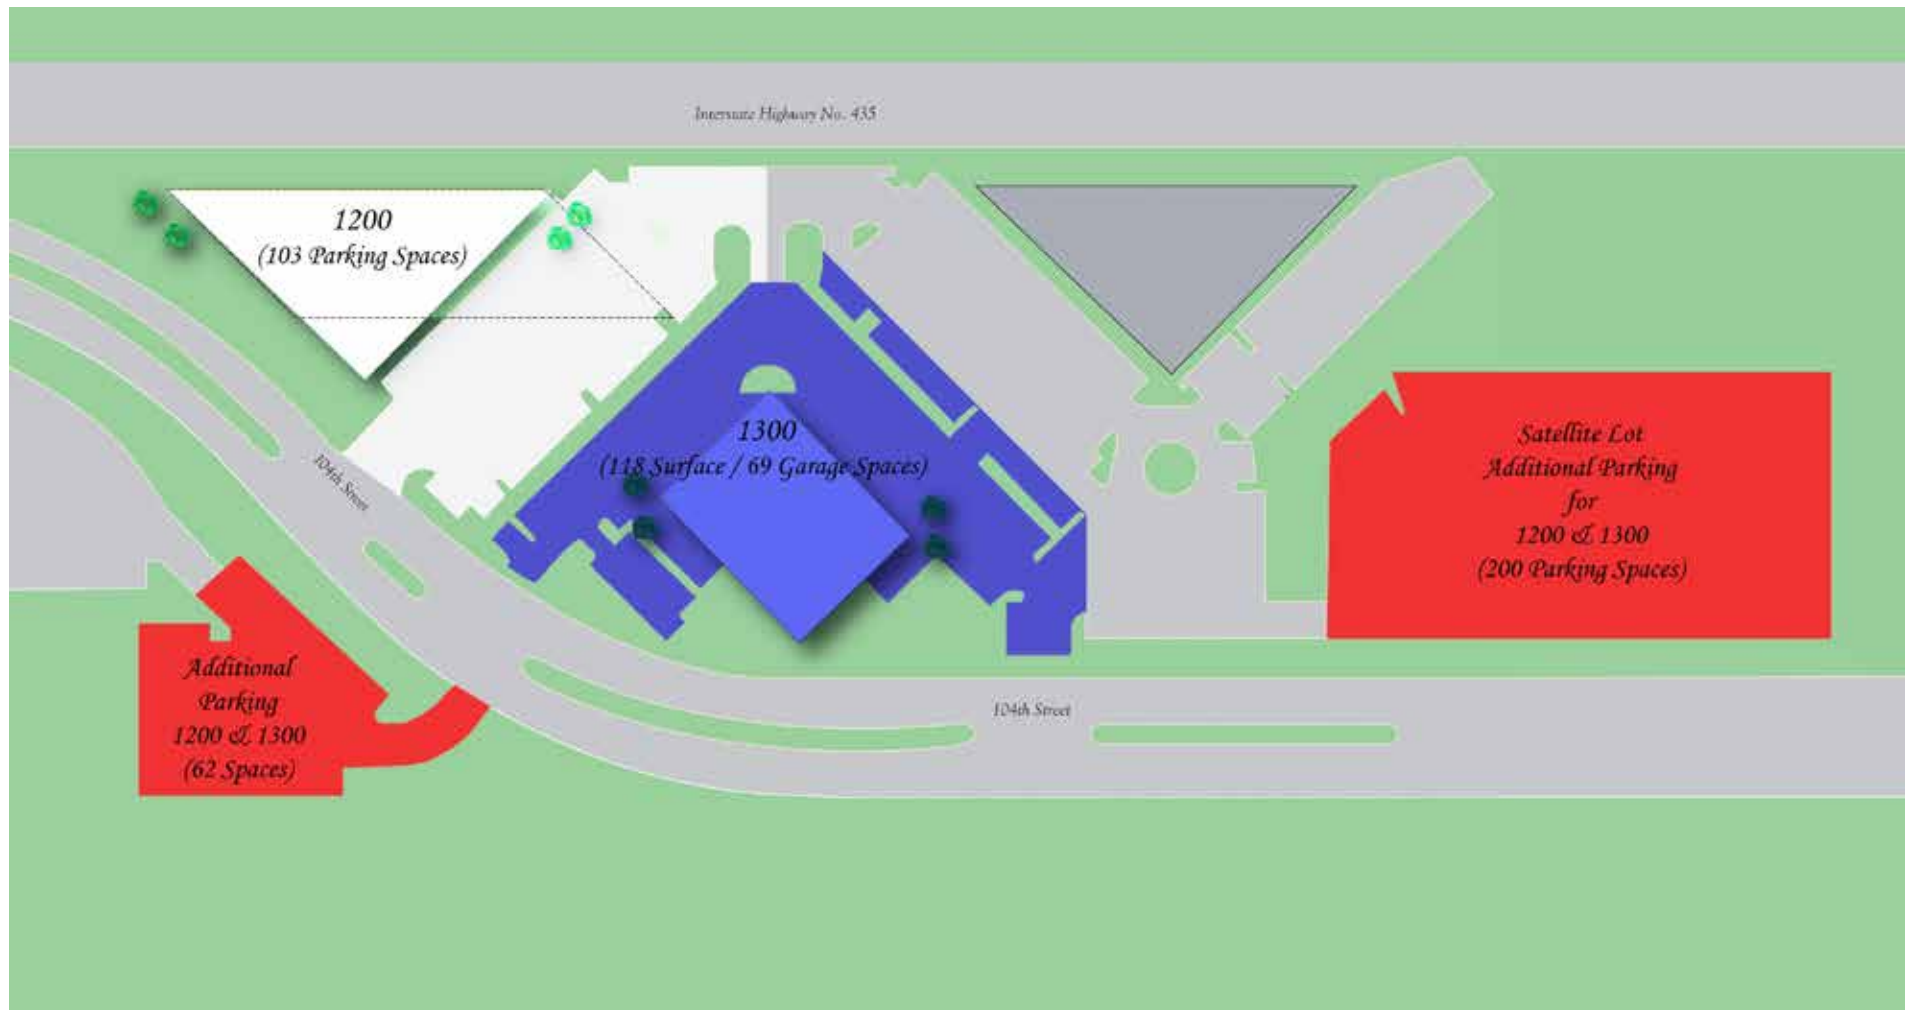 Interstate Highway No. 435
1200
(103 Parking Spaces)
1300
(118 Surface / 69 Garage Spaces)
104th Street
Satellite Lot
Additional Parking
for
1200 & 1300
(200 Parking Spaces)
Additional
Parking
1200 & 1300
(62 Spaces)
104th Street